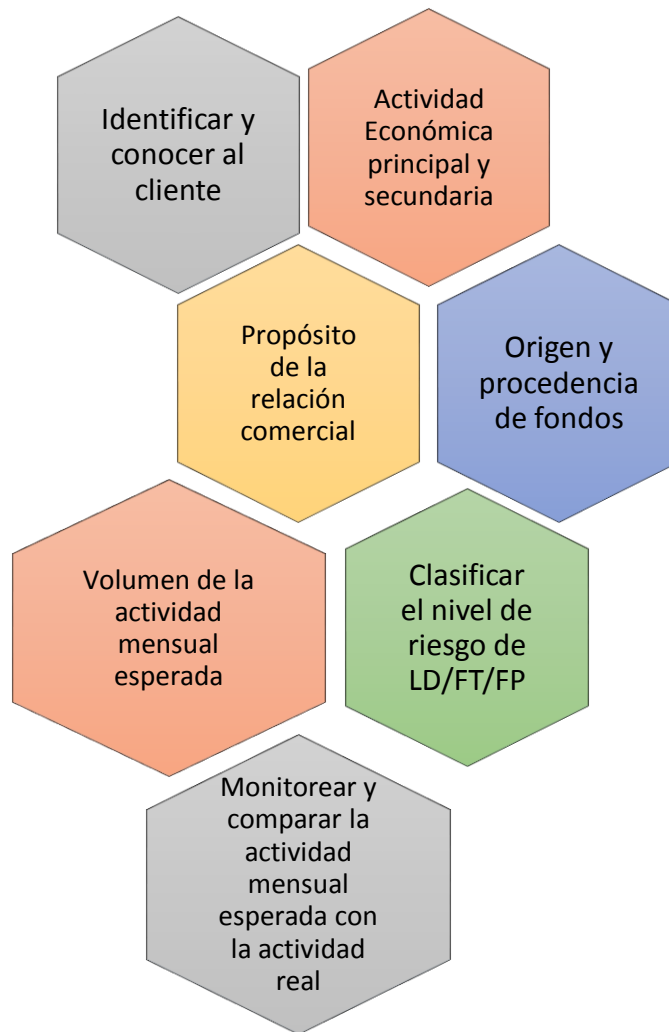 Identificar y
conocer al
cliente
Actividad
Económica
principal y
secundaria
Propósito
de la
relación
comercial
Origen y
procedencia
de fondos
Volumen de la
actividad
mensual
esperada
Clasificar
el nivel de
riesgo de
LD/FT/FP
Monitorear y
comparar la
actividad
mensual
esperada con
la actividad
real